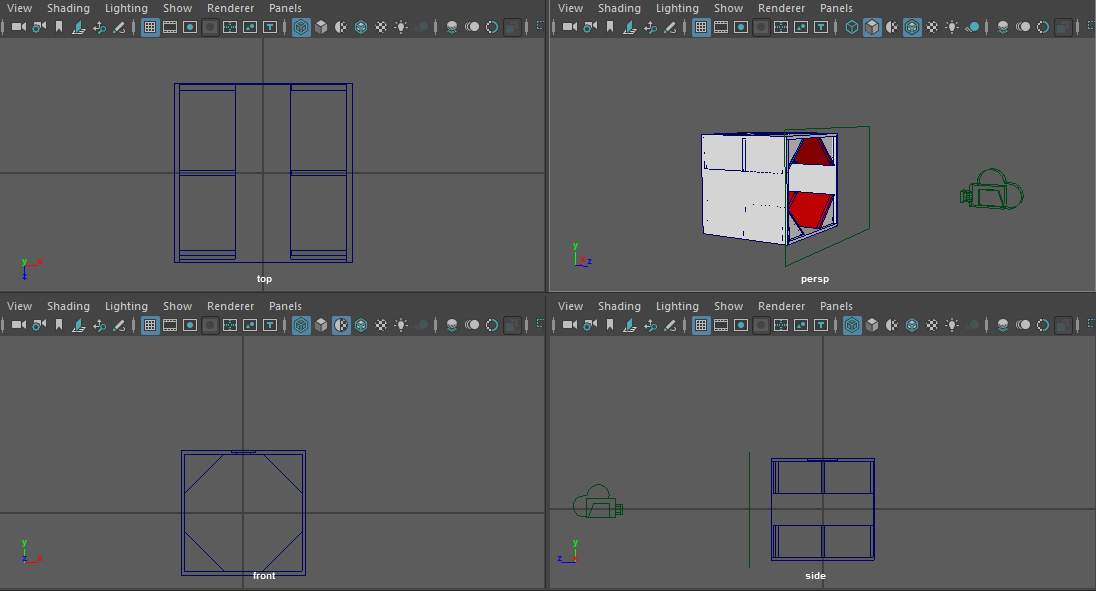 View Shading Lighting Show Renderer Panels
View Shading Lighting Show Renderer Panels
y x z
top
y x z
persp
View Shading Lighting Show Renderer Panels
View Shading Lighting Show Renderer Panels
y z x
front
y z x
side